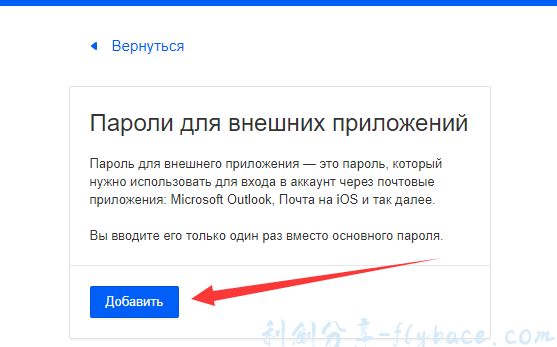 Вернуться
Пароли для внешних приложений
Пароль для внешнего приложения — это пароль, который
нужно использовать для входа в аккаунт через почтовые
приложения: Microsoft Outlook, Почта на iOS и так далее.
Вы вводите его только один раз вместо основного пароля.
Добавить
利創分享-flybace.com